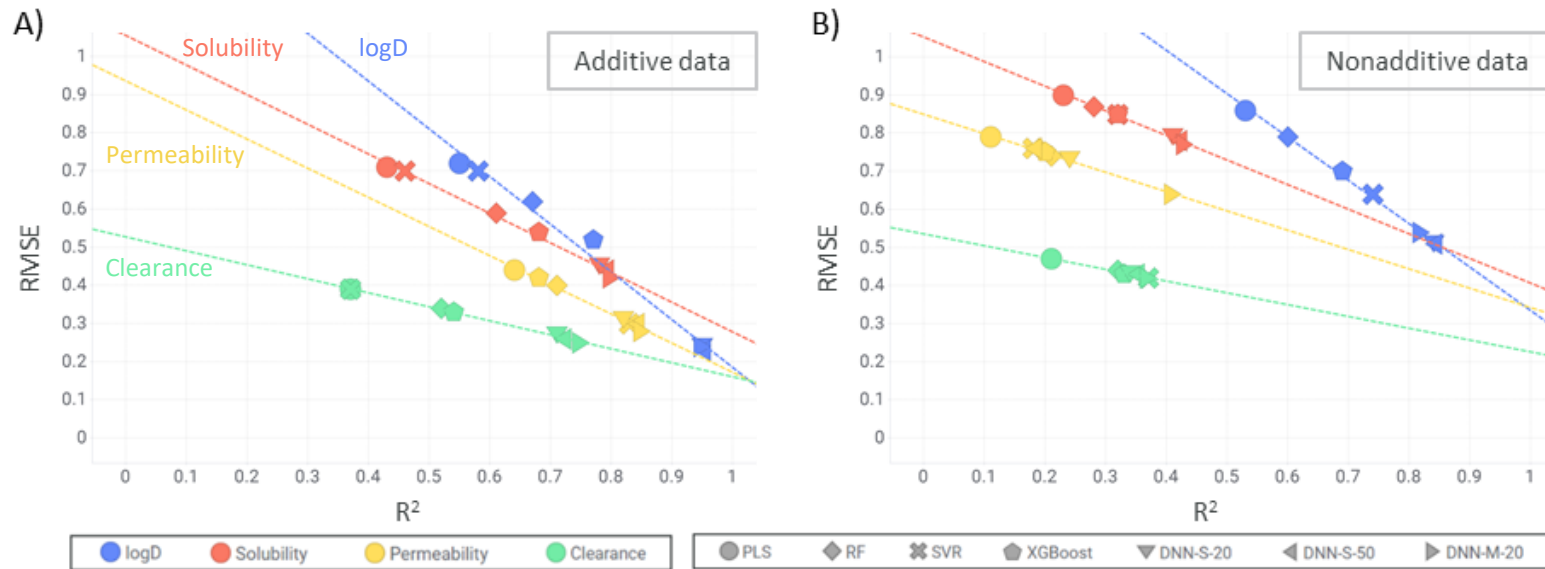 A)
Solubility
logD
Additive data
Permeability
Clearance
RMSE
1
0.9
0.8
0.7
0.6
0.5
0.4
0.3
0.2
0.1
0
0 0.1 0.2 0.3 0.4 0.5 0.6 0.7 0.8 0.9 1
R²
B)
Nonadditive data
RMSE
1
0.9
0.8
0.7
0.6
0.5
0.4
0.3
0.2
0.1
0
0 0.1 0.2 0.3 0.4 0.5 0.6 0.7 0.8 0.9 1
R²
logD Solubility Permeability Clearance
PLS RF SVR XGBoost DNN-S-20 DNN-S-50 DNN-M-20